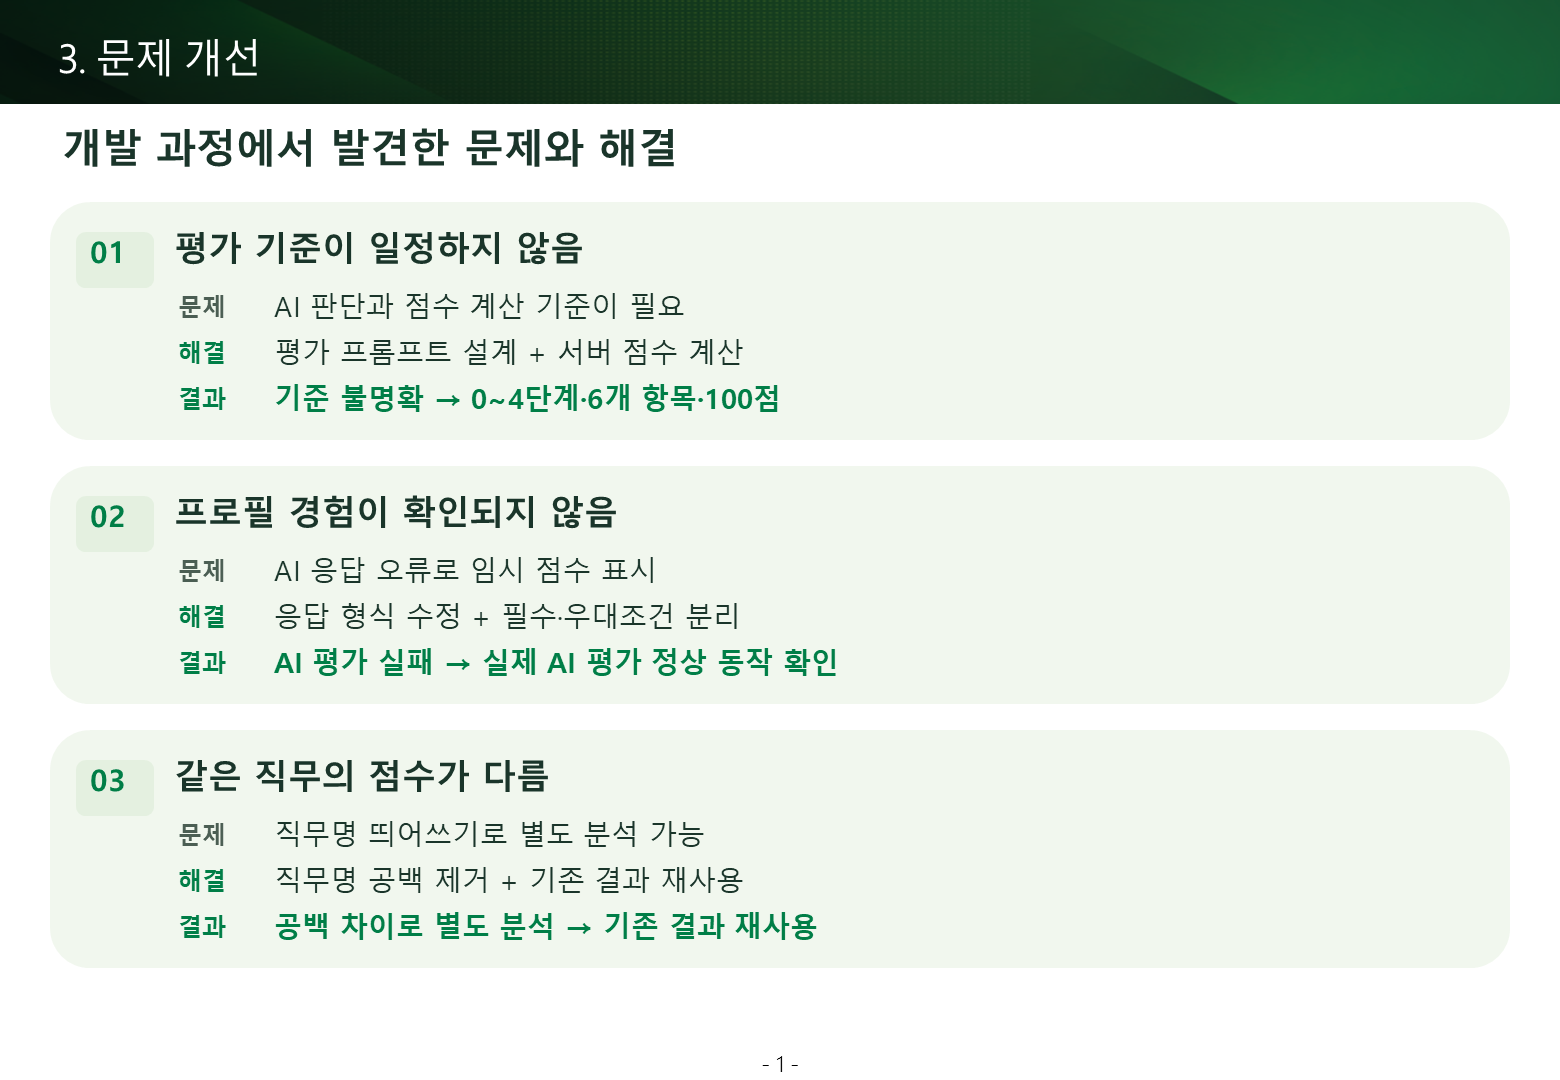 3. 문제 개선
개발 과정에서 발견한 문제와 해결
01 평가 기준이 일정하지 않음
문제 AI 판단과 점수 계산 기준이 필요
해결 평가 프롬프트 설계 + 서버 점수 계산
결과 기준 불명확 → 0~4단계·6개 항목·100점
02 프로필 경험이 확인되지 않음
문제 AI 응답 오류로 임시 점수 표시
해결 응답 형식 수정 + 필수·우대조건 분리
결과 AI 평가 실패 → 실제 AI 평가 정상 동작 확인
03 같은 직무의 점수가 다름
문제 직무명 띄어쓰기로 별도 분석 가능
해결 직무명 공백 제거 + 기존 결과 재사용
결과 공백 차이로 별도 분석 → 기존 결과 재사용
- 1 -